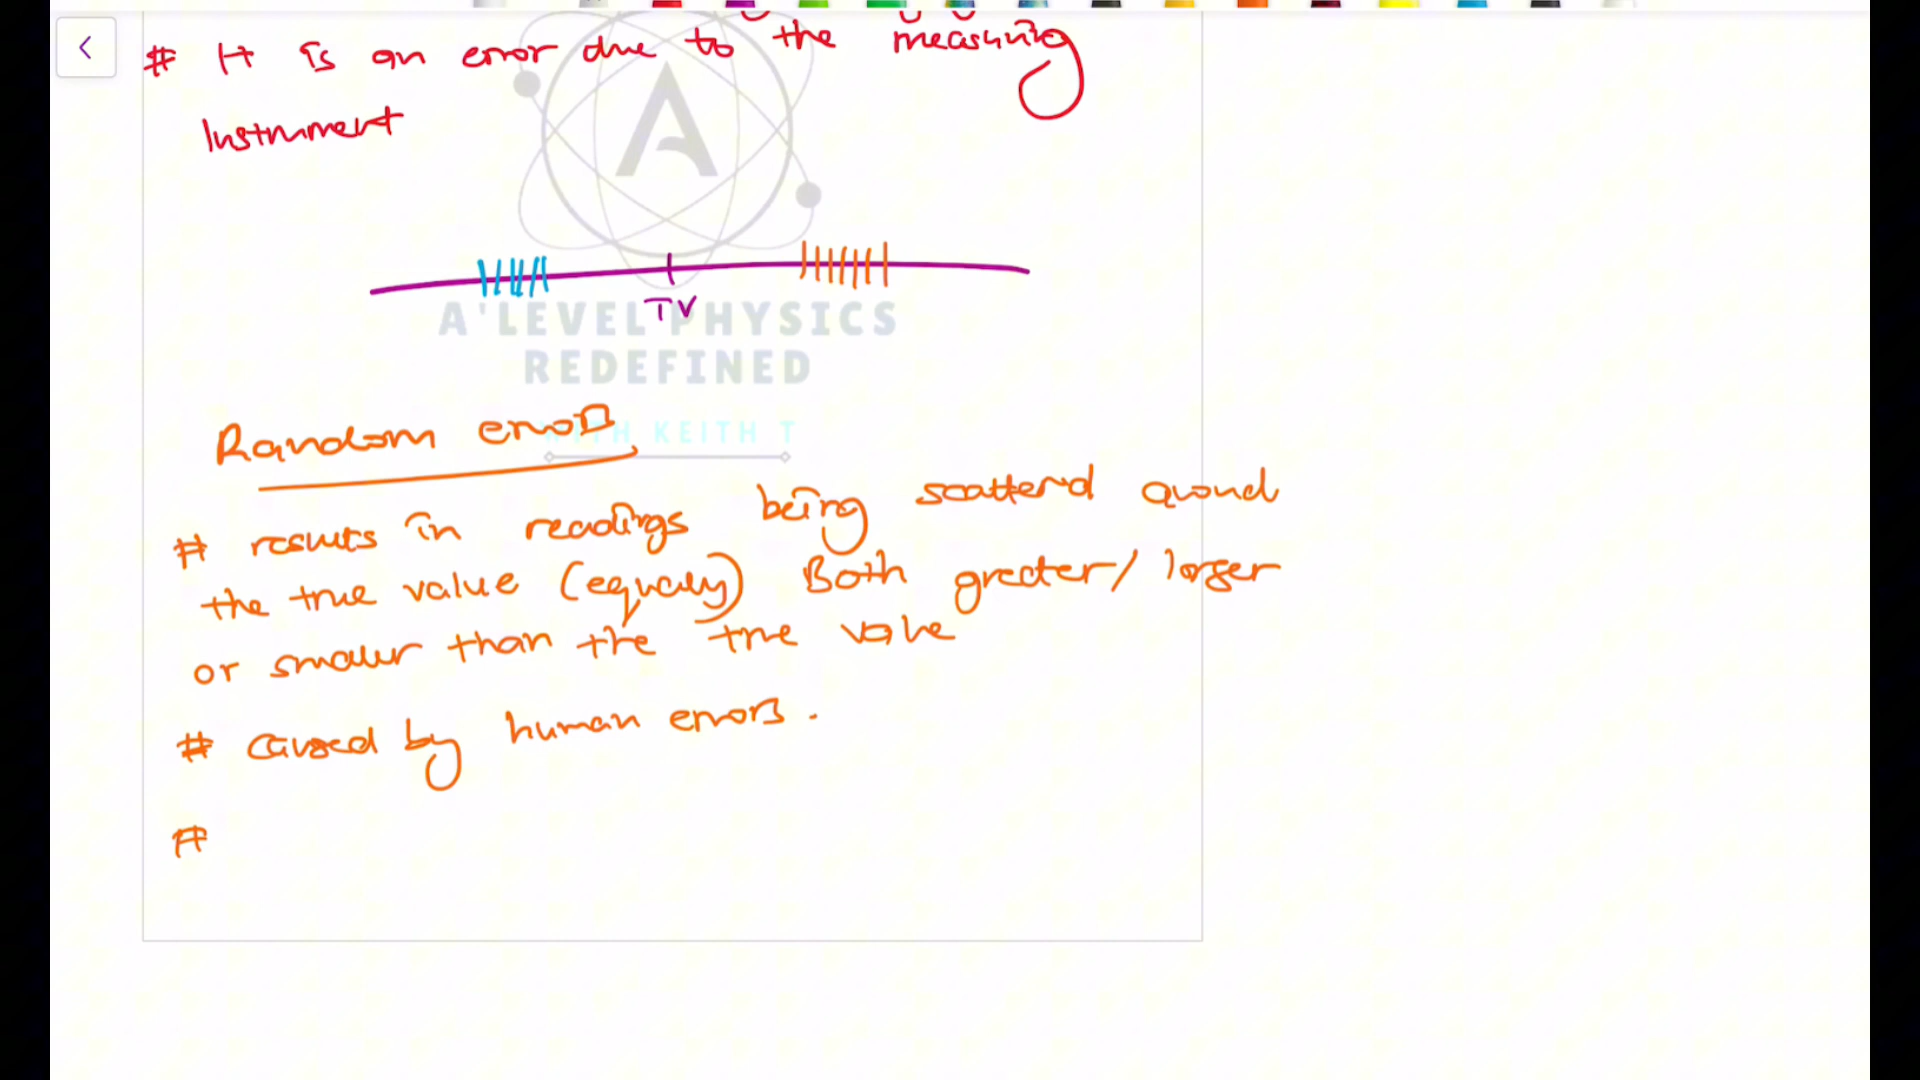 # It is an error due to the measuring
Instrument
TV
A'LEVEL PHYSICS
REDEFINED
WITH KEITH T
Random errors
# results in readings being scattered around
the true value (equally) Both greater/larger
or smaller than the true value
# caused by human errors.
#